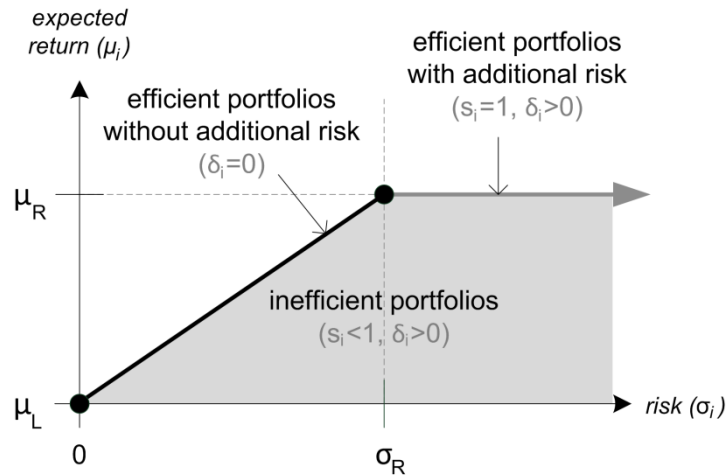 expected
return (μᵢ)
efficient portfolios
with additional risk
(sᵢ=1, δᵢ>0)
efficient portfolios
without additional risk
(δᵢ=0)
μR
inefficient portfolios
(sᵢ<1, δᵢ>0)
μL
risk (σᵢ)
0
σR